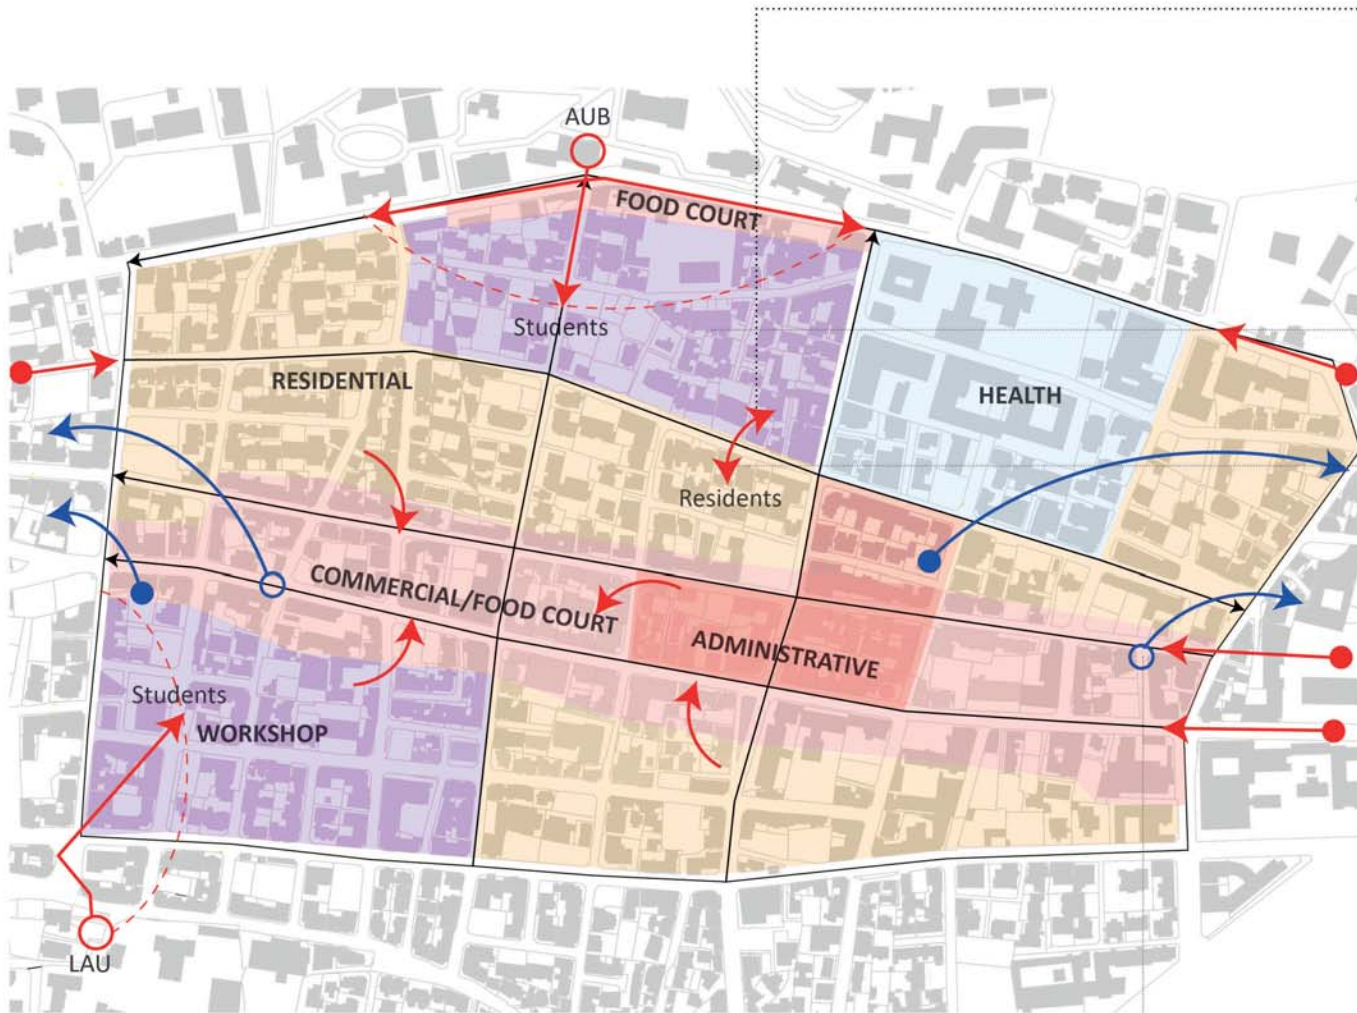 AUB
FOOD COURT
Students
RESIDENTIAL
HEALTH
Residents
COMMERCIAL/FOOD COURT
ADMINISTRATIVE
Students
WORKSHOP
LAU